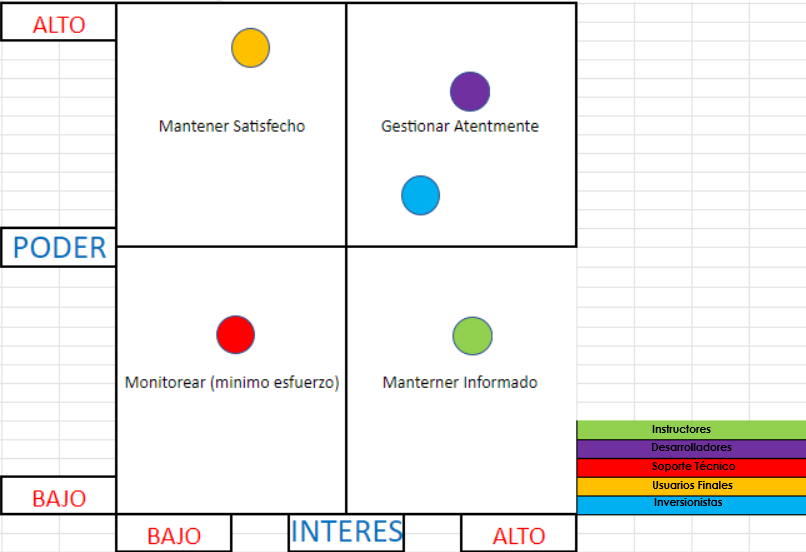 ALTO
Mantener Satisfecho
Gestionar Atentmente
PODER
Monitorear (minimo esfuerzo)
Manterner Informado
Instructores
Desarrolladores
Soporte Técnico
Usuarios Finales
Inversionistas
BAJO
BAJO
INTERES
ALTO